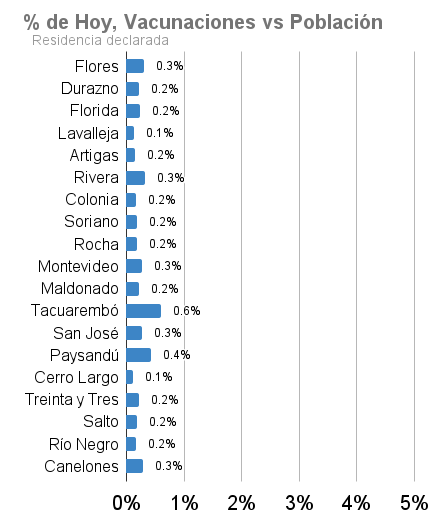 % de Hoy, Vacunaciones vs Población
Residencia declarada
Flores 0.3%
Durazno 0.2%
Florida 0.2%
Lavalleja 0.1%
Artigas 0.2%
Rivera 0.3%
Colonia 0.2%
Soriano 0.2%
Rocha 0.2%
Montevideo 0.3%
Maldonado 0.2%
Tacuarembó 0.6%
San José 0.3%
Paysandú 0.4%
Cerro Largo 0.1%
Treinta y Tres 0.2%
Salto 0.2%
Río Negro 0.2%
Canelones 0.3%
0% 1% 2% 3% 4% 5%